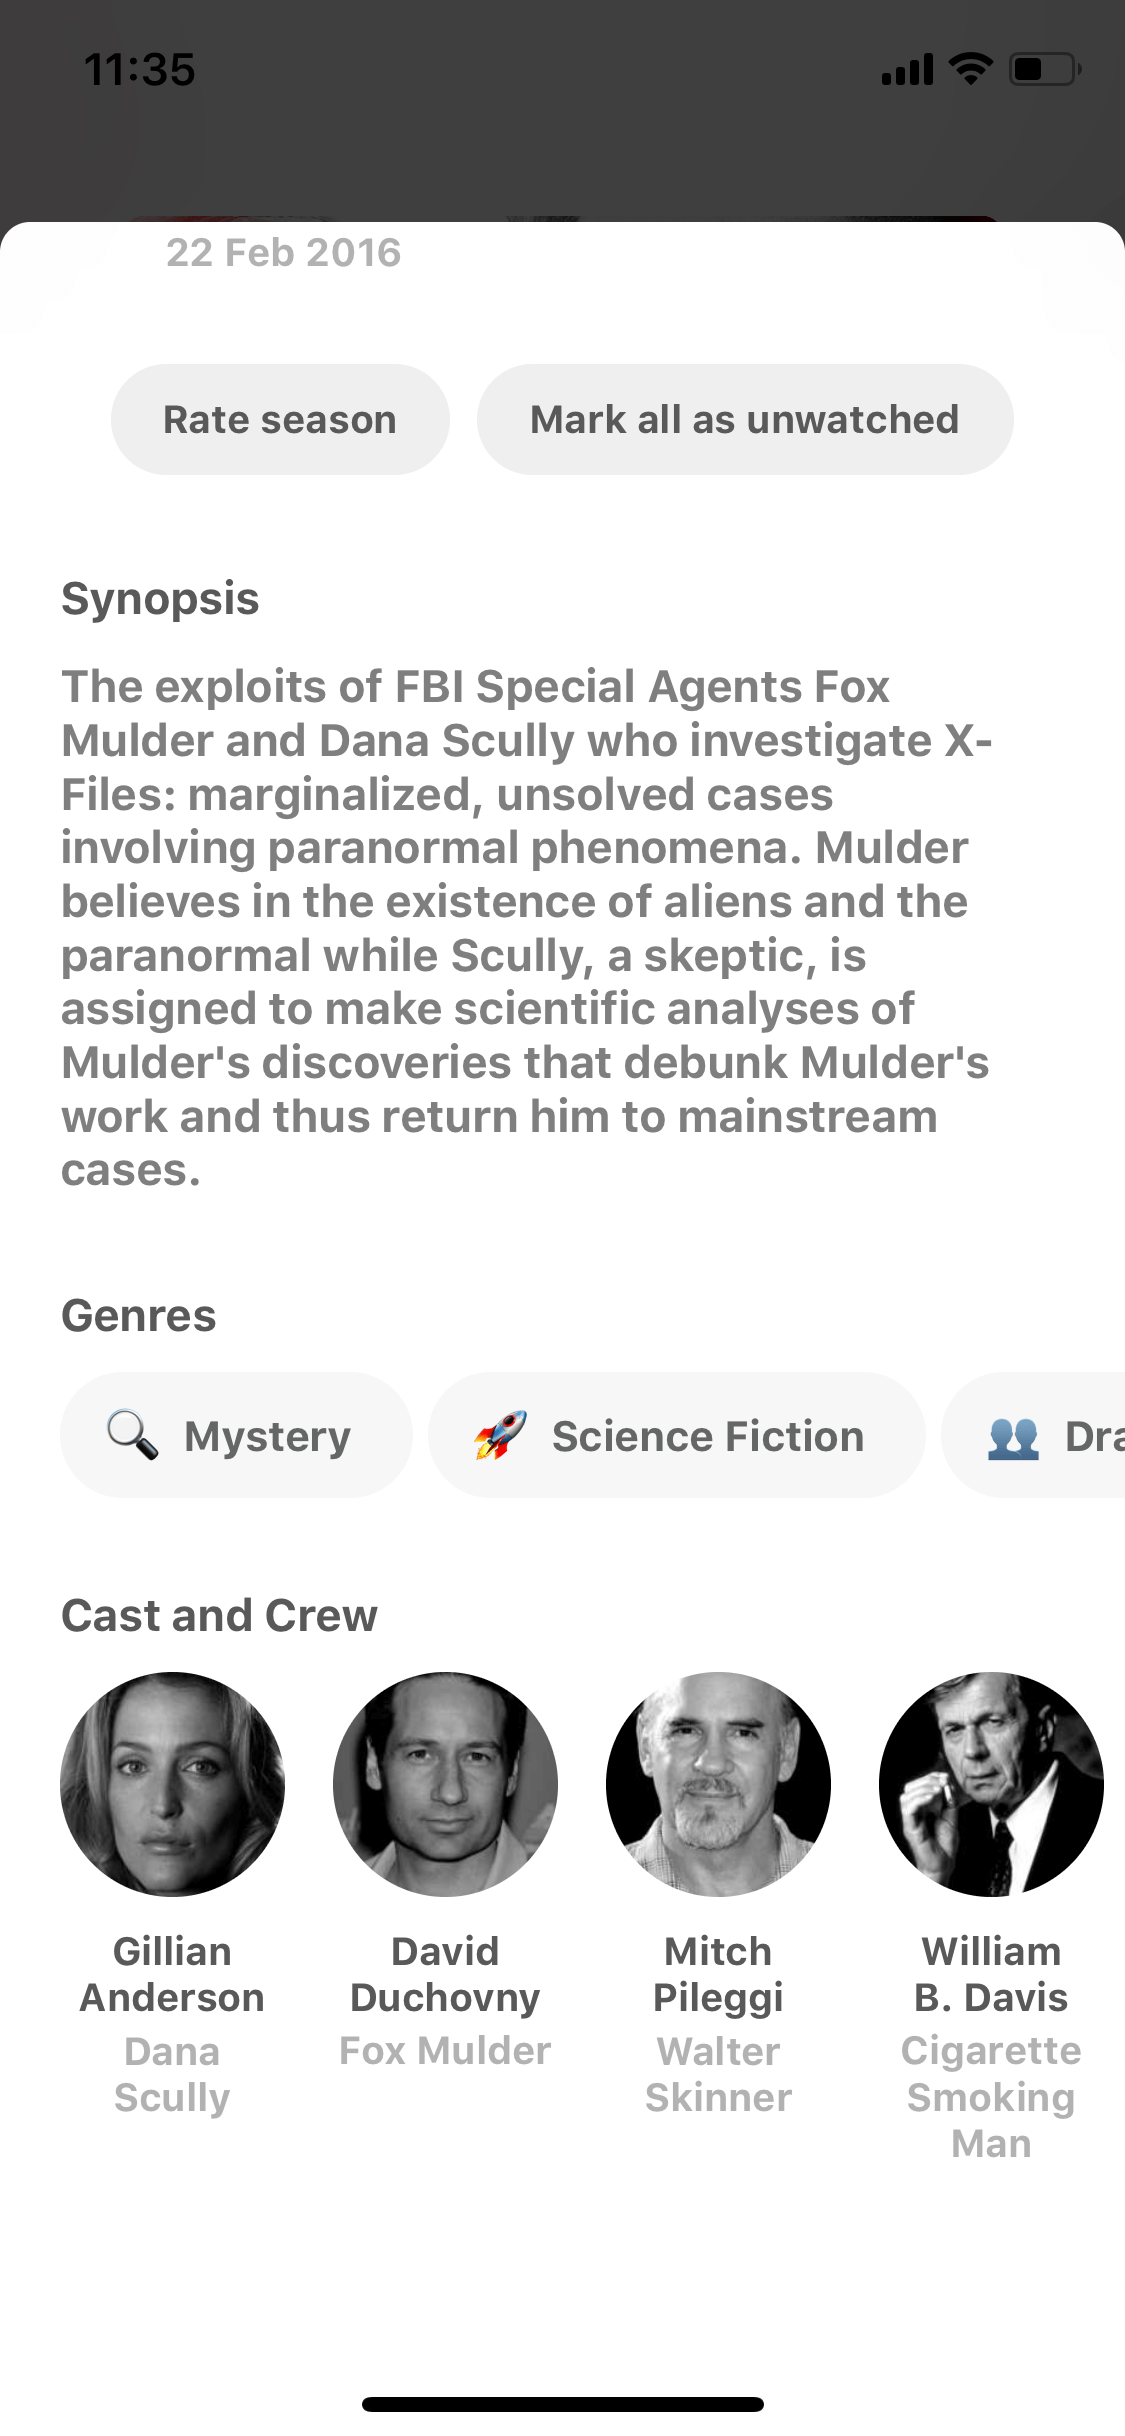 11:35
22 Feb 2016
Rate season
Mark all as unwatched
Synopsis
The exploits of FBI Special Agents Fox
Mulder and Dana Scully who investigate X-
Files: marginalized, unsolved cases
involving paranormal phenomena. Mulder
believes in the existence of aliens and the
paranormal while Scully, a skeptic, is
assigned to make scientific analyses of
Mulder's discoveries that debunk Mulder's
work and thus return him to mainstream
cases.
Genres
Mystery
Science Fiction
Cast and Crew
Gillian
Anderson
Dana
Scully
David
Duchovny
Fox Mulder
Mitch
Pileggi
Walter
Skinner
William
B. Davis
Cigarette
Smoking
Man